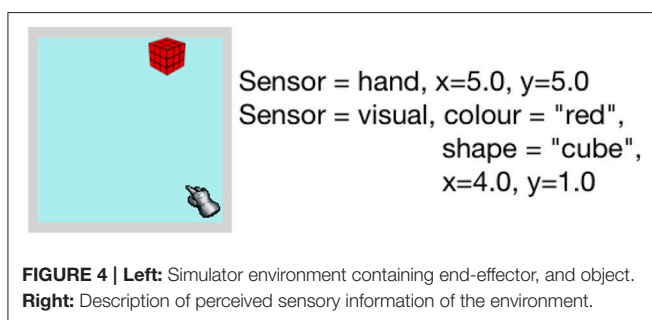 Sensor = hand, x=5.0, y=5.0
Sensor = visual, colour = "red",
shape = "cube",
x=4.0, y=1.0
FIGURE 4 | Left: Simulator environment containing end-effector, and object.
Right: Description of perceived sensory information of the environment.